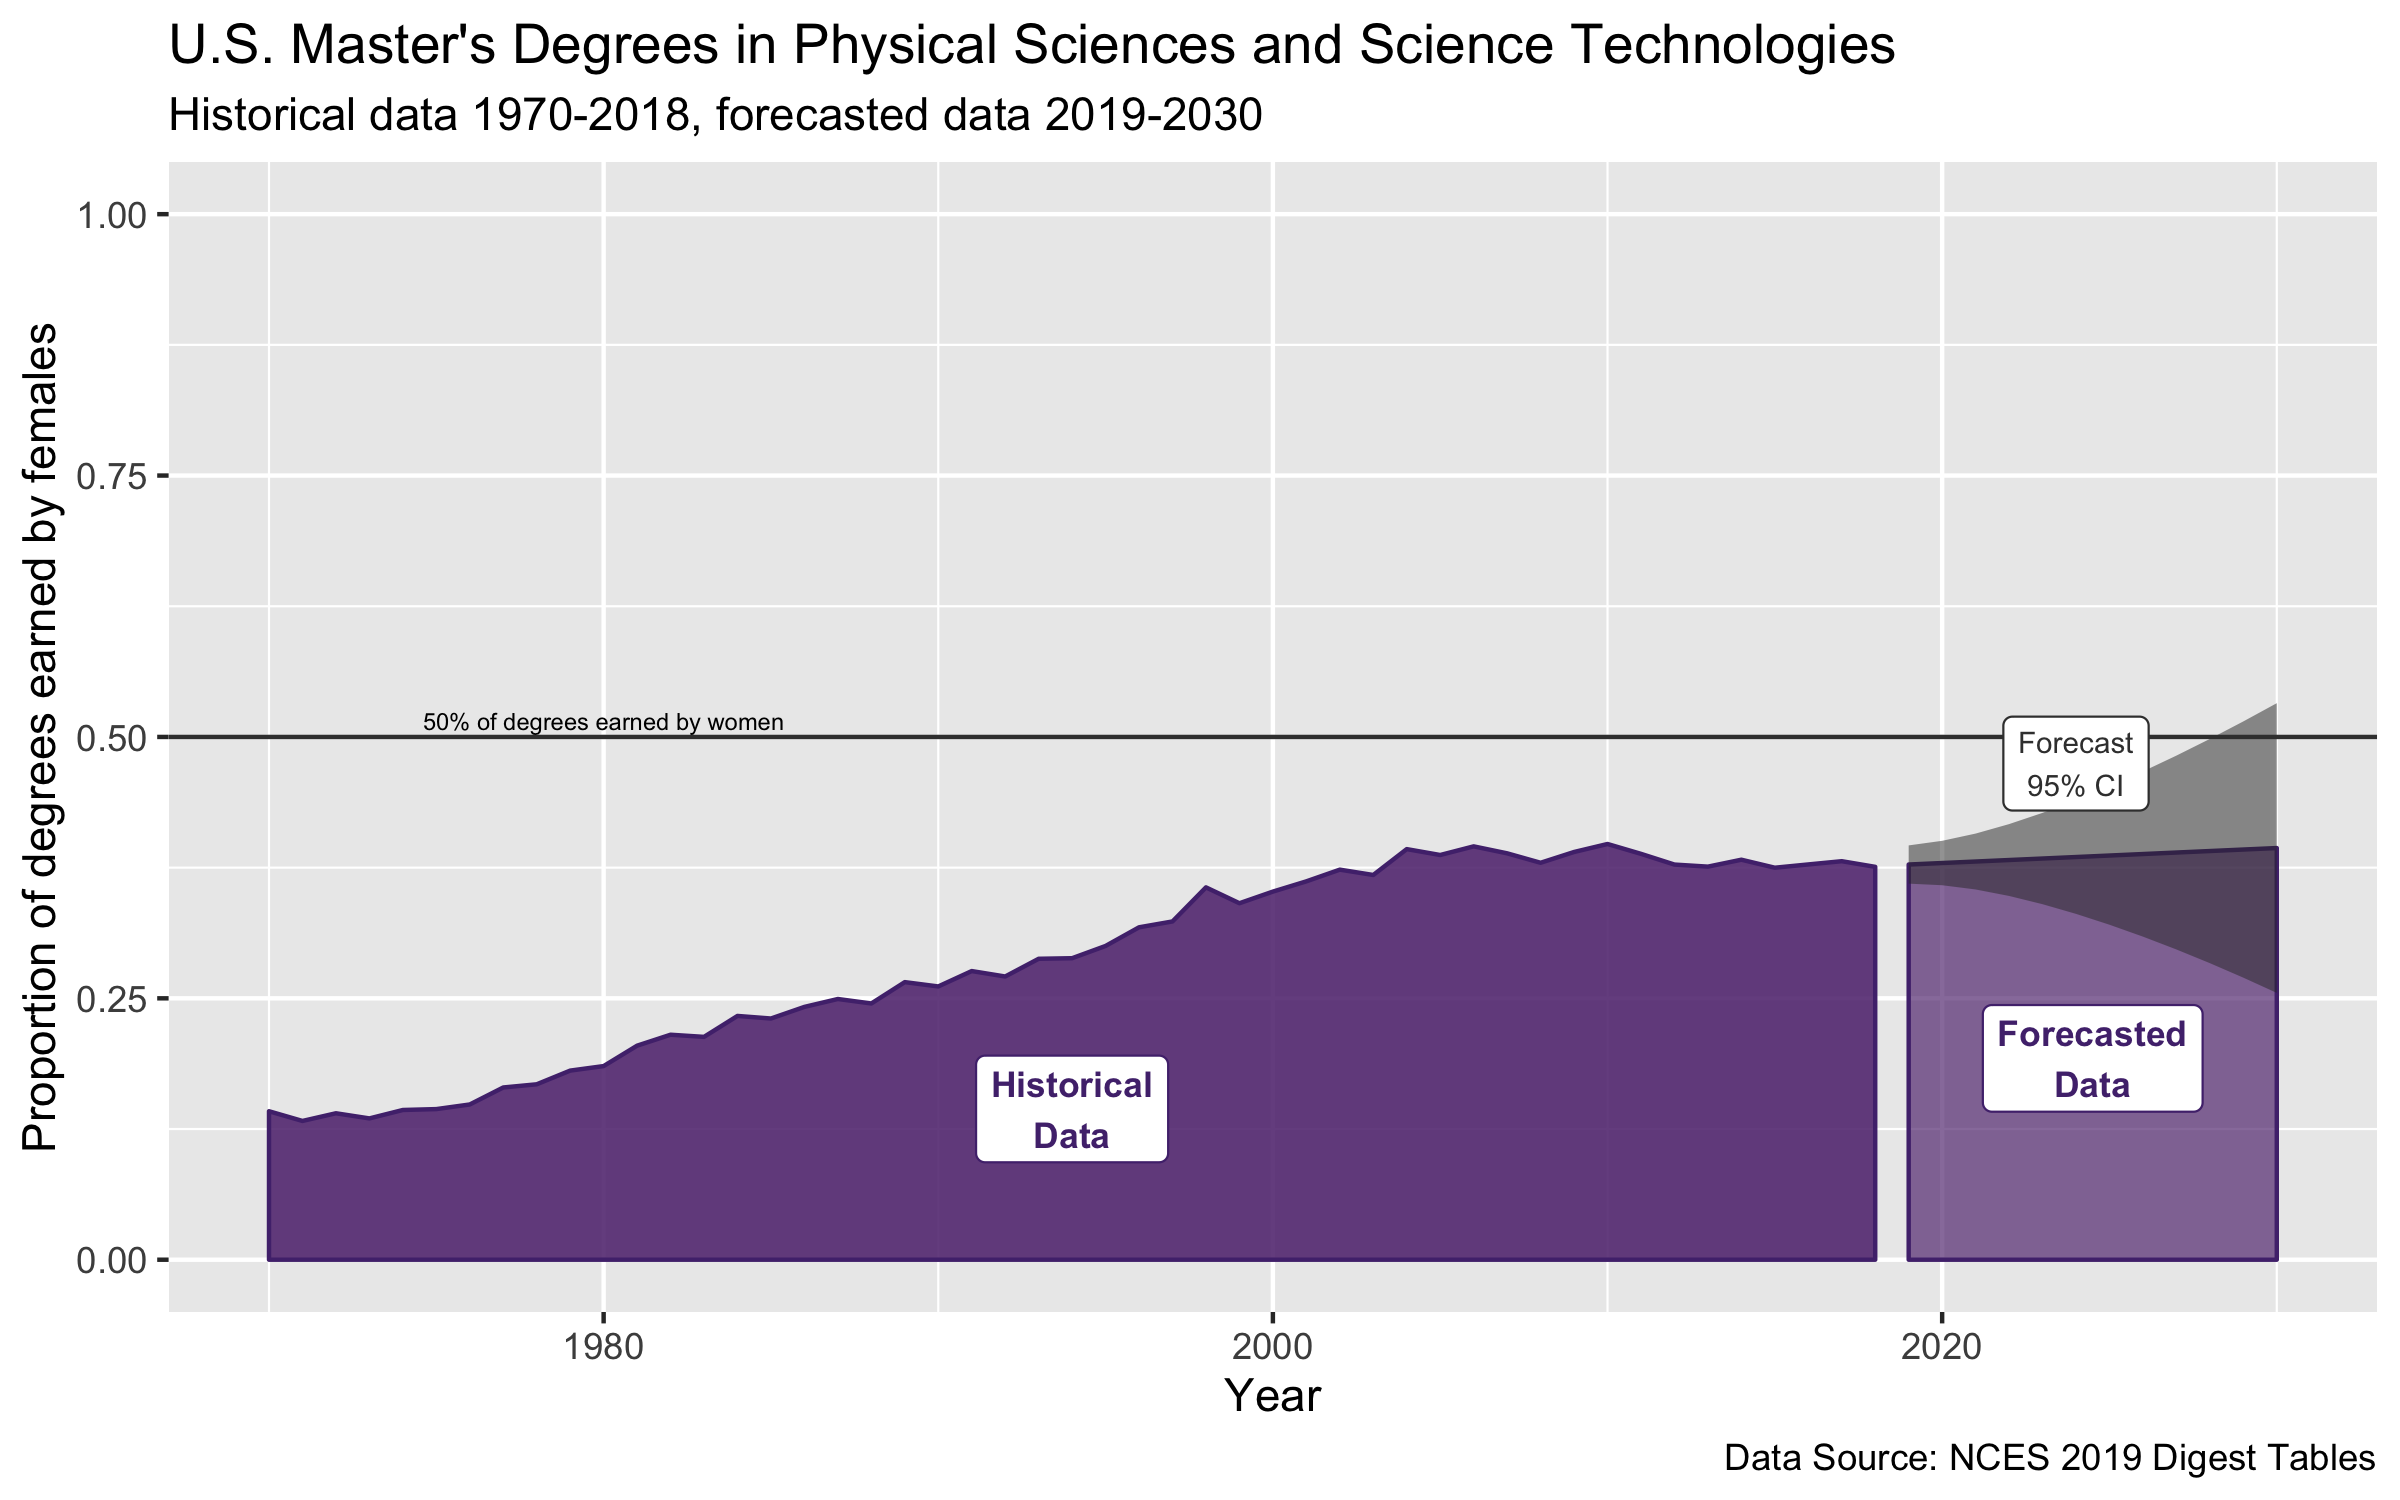 U.S. Master's Degrees in Physical Sciences and Science Technologies
Historical data 1970-2018, forecasted data 2019-2030
Proportion of degrees earned by females
1.00
0.75
0.50
0.25
0.00
50% of degrees earned by women
Forecast
95% CI
Historical
Data
Forecasted
Data
1980
2000
2020
Year
Data Source: NCES 2019 Digest Tables